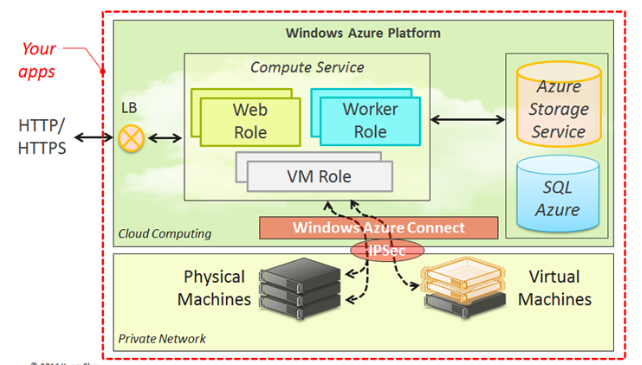 Windows Azure Platform
Your
apps
Compute Service
LB
Web
Role
Worker
Role
Azure
Storage
Service
HTTP/
HTTPS
VM Role
SQL
Azure
Windows Azure Connect
Cloud Computing
IPSec
Physical
Machines
Virtual
Machines
Private Network